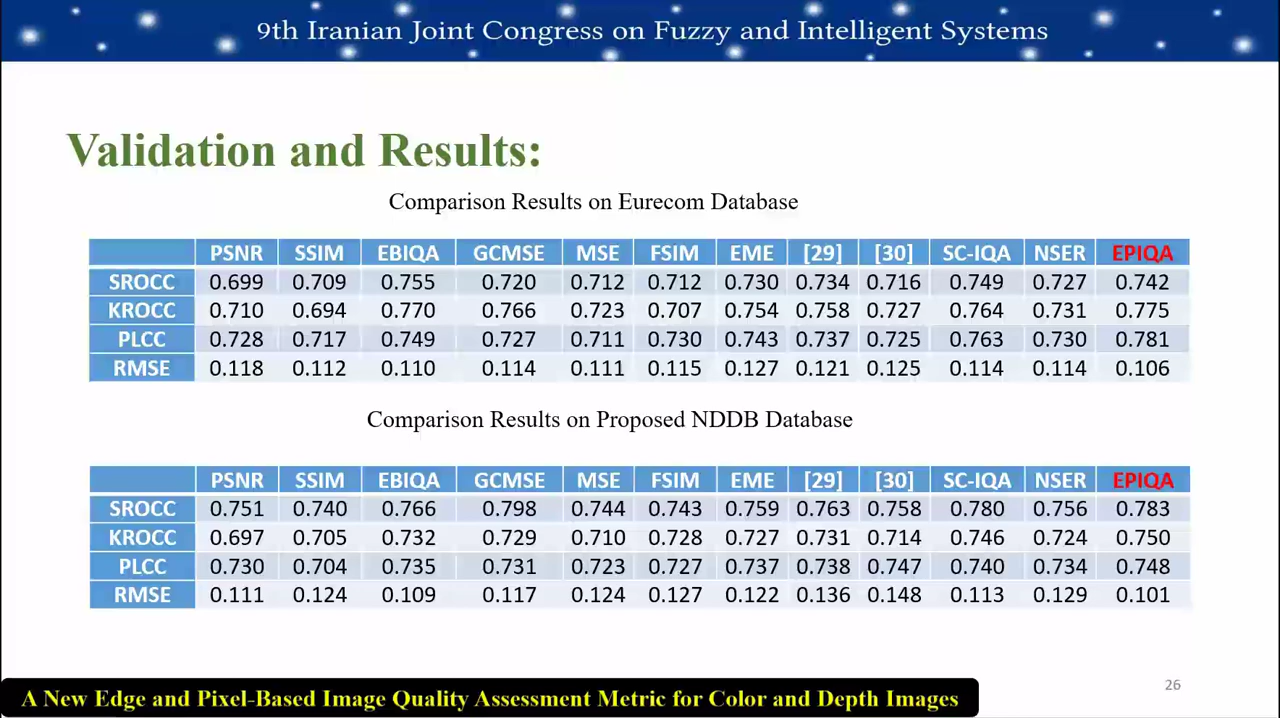 9th Iranian Joint Congress on Fuzzy and Intelligent Systems
Validation and Results:
Comparison Results on Eurecom Database
PSNR SSIM EBIQA GCMSE MSE FSIM EME [29] [30] SC-IQA NSER EPIQA
SROCC 0.699 0.709 0.755 0.720 0.712 0.712 0.730 0.734 0.716 0.749 0.727 0.742
KROCC 0.710 0.694 0.770 0.766 0.723 0.707 0.754 0.758 0.727 0.764 0.731 0.775
PLCC 0.728 0.717 0.749 0.727 0.711 0.730 0.743 0.737 0.725 0.763 0.730 0.781
RMSE 0.118 0.112 0.110 0.114 0.111 0.115 0.127 0.121 0.125 0.114 0.114 0.106
Comparison Results on Proposed NDDB Database
PSNR SSIM EBIQA GCMSE MSE FSIM EME [29] [30] SC-IQA NSER EPIQA
SROCC 0.751 0.740 0.766 0.798 0.744 0.743 0.759 0.763 0.758 0.780 0.756 0.783
KROCC 0.697 0.705 0.732 0.729 0.710 0.728 0.727 0.731 0.714 0.746 0.724 0.750
PLCC 0.730 0.704 0.735 0.731 0.723 0.727 0.737 0.738 0.747 0.740 0.734 0.748
RMSE 0.111 0.124 0.109 0.117 0.124 0.127 0.122 0.136 0.148 0.113 0.129 0.101
26
A New Edge and Pixel-Based Image Quality Assessment Metric for Color and Depth Images